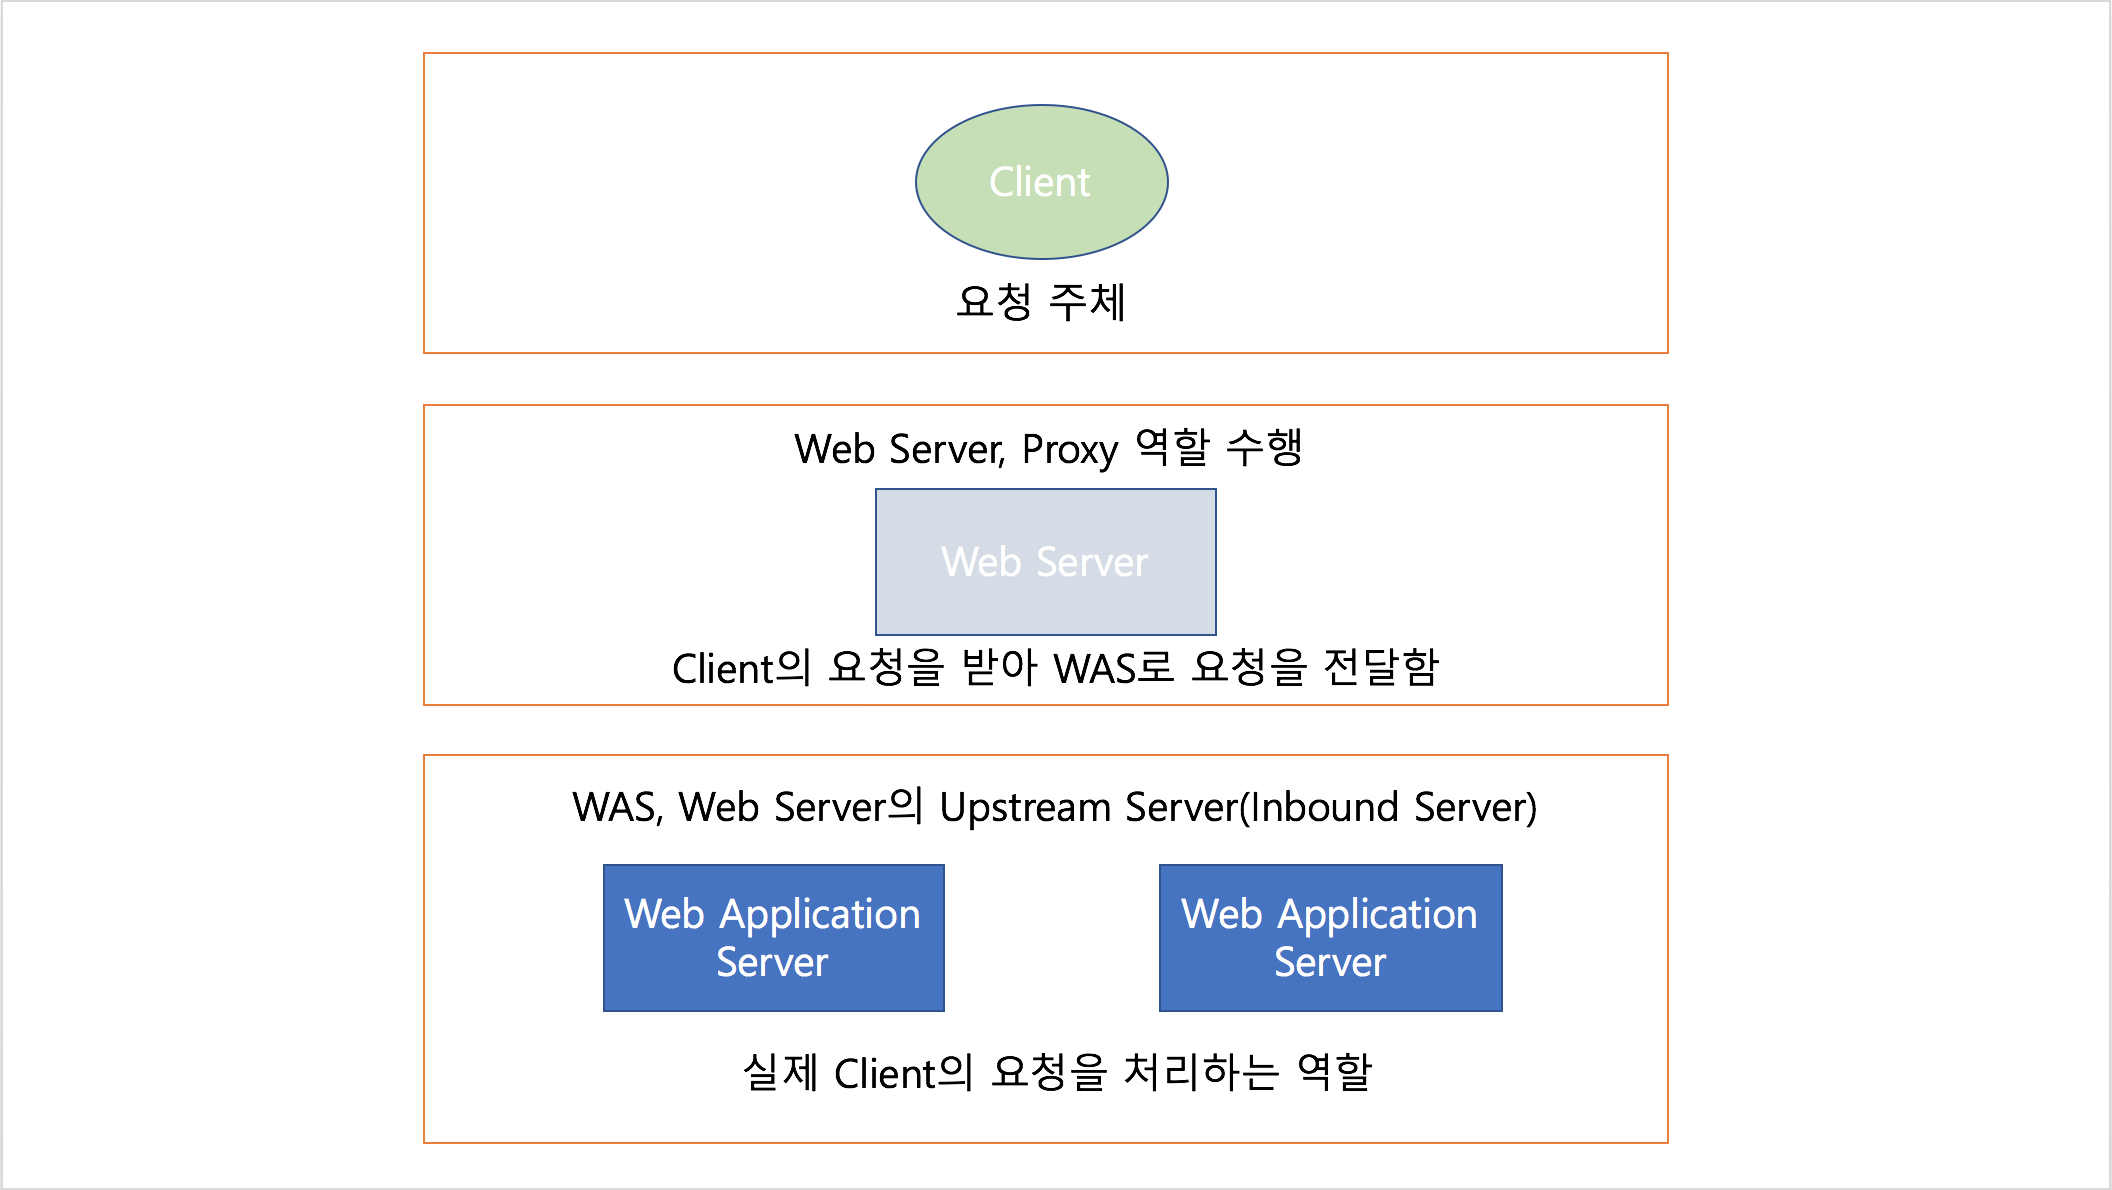 Client
요청 주체
Web Server, Proxy 역할 수행
Web Server
Client의 요청을 받아 WAS로 요청을 전달함
WAS, Web Server의 Upstream Server(Inbound Server)
Web Application
Server
Web Application
Server
실제 Client의 요청을 처리하는 역할